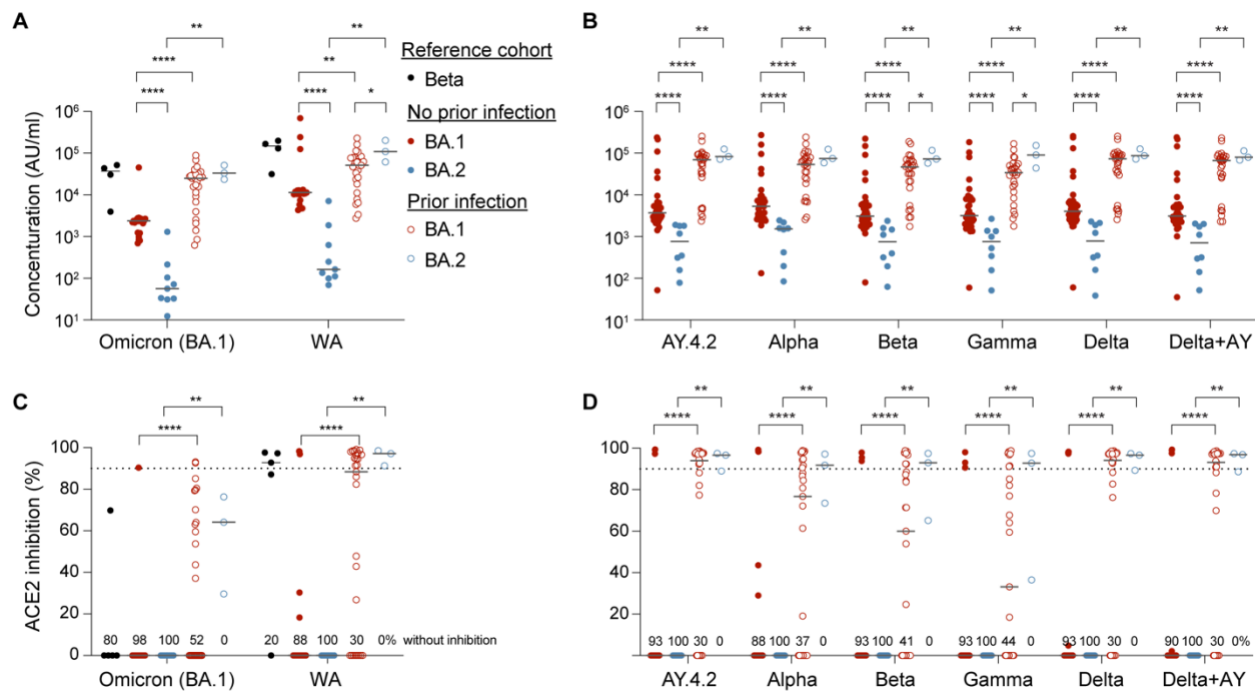 A
** **
**** **
**** **** *
Reference cohort
Beta
No prior infection
BA.1
BA.2
Prior infection
BA.1
BA.2
Concenturation (AU/ml)
10⁶
10⁵
10⁴
10³
10²
10¹
Omicron (BA.1) WA
B
** ** ** ** ** **
**** **** **** **** **** ****
**** **** **** * **** * **** ****
10⁶
10⁵
10⁴
10³
10²
10¹
AY.4.2 Alpha Beta Gamma Delta Delta+AY
C
** **
**** ****
ACE2 inhibition (%)
100
80
60
40
20
0
80 98 100 52 0 20 88 100 30 0% without inhibition
Omicron (BA.1) WA
D
** ** ** ** ** **
**** **** **** **** **** ****
100
80
60
40
20
0
93 100 30 0 88 100 37 0 93 100 41 0 93 100 44 0 93 100 30 0 90 100 30 0%
AY.4.2 Alpha Beta Gamma Delta Delta+AY